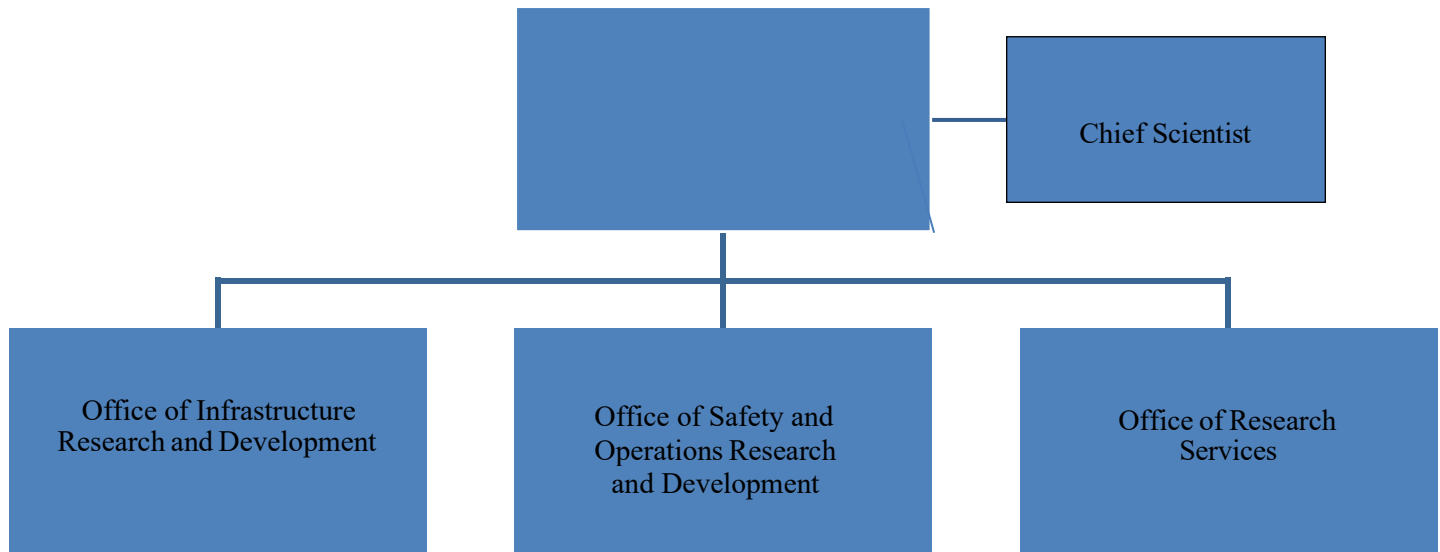 Chief Scientist
Office of Infrastructure
Research and Development
Office of Safety and
Operations Research
and Development
Office of Research
Services